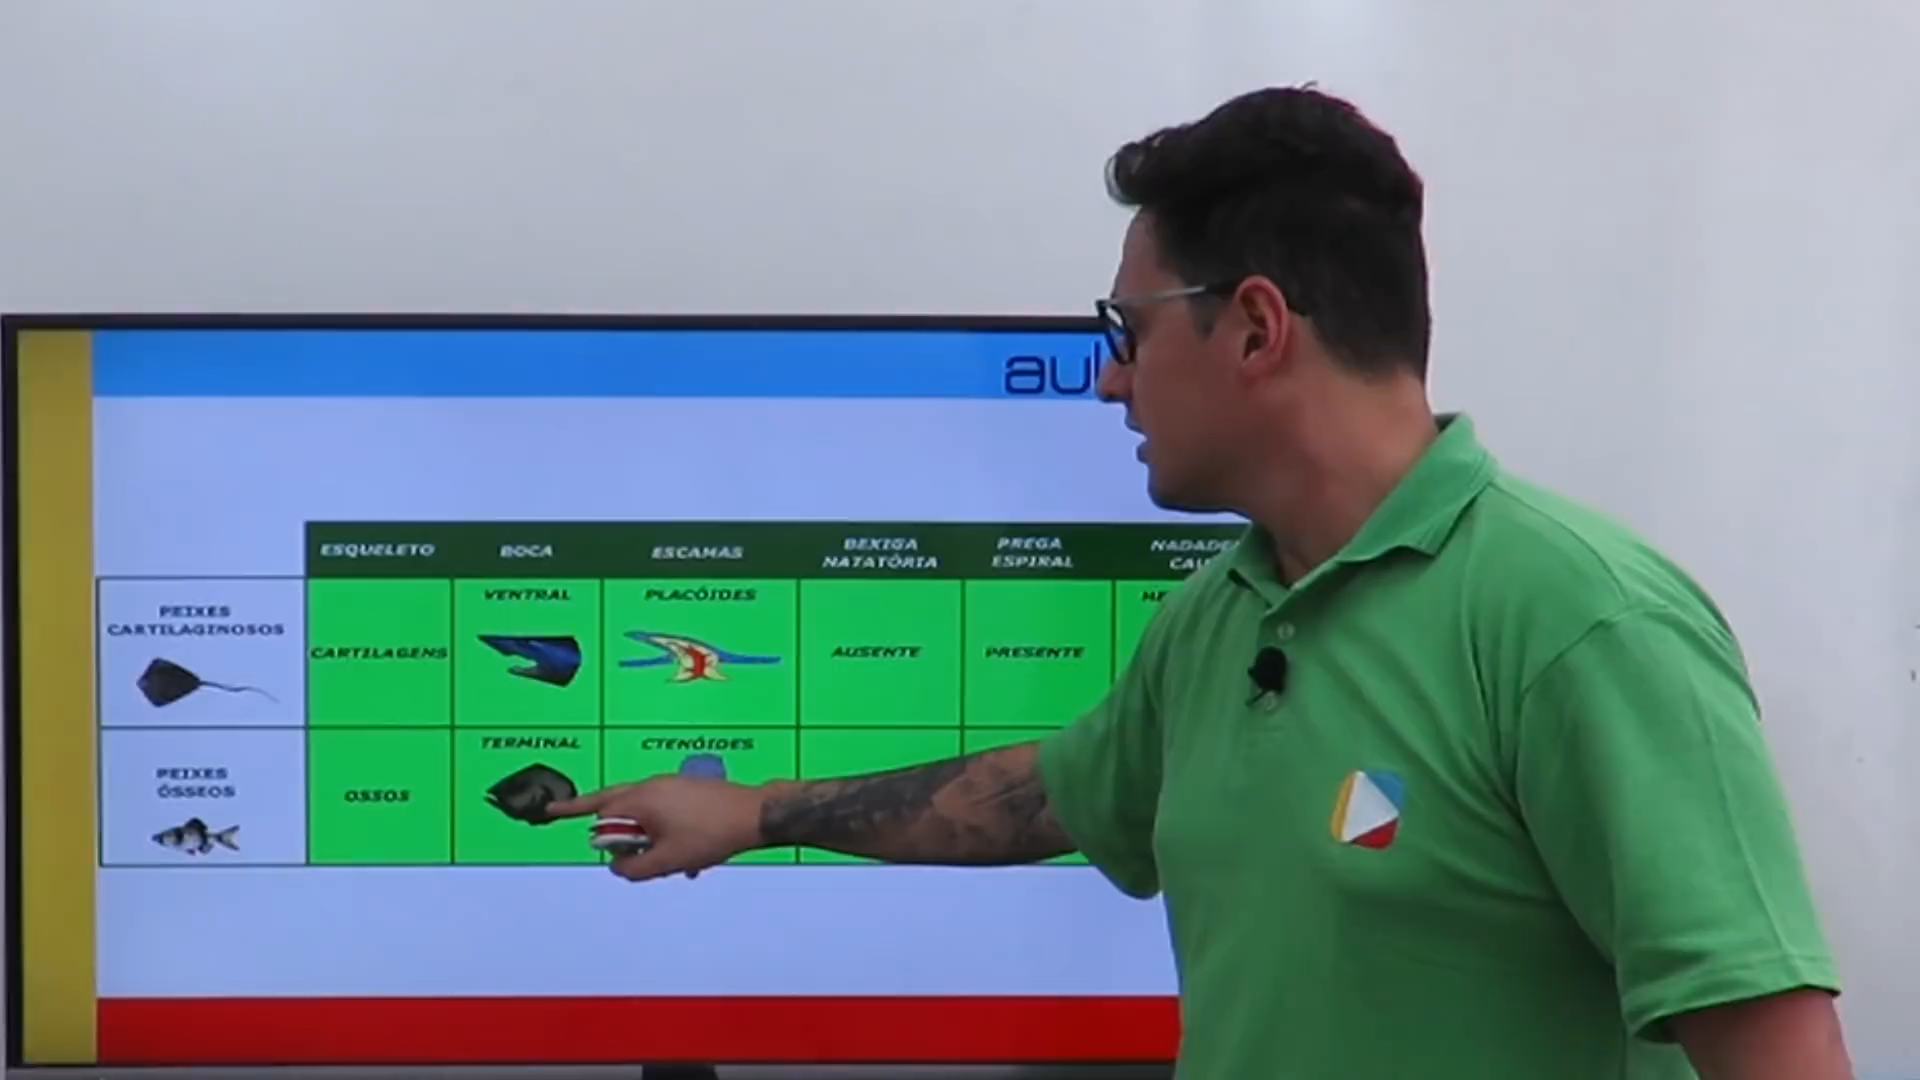 aul
ESQUELETO BOCA ESCAMAS BEXIGA NATATÓRIA PREGA ESPIRAL
VENTRAL PLACÓIDES
PEIXES
CARTILAGINOSOS
CARTILAGENS AUSENTE PRESENTE
TERMINAL CTENÓIDES
PEIXES
ÓSSEOS
OSSOS